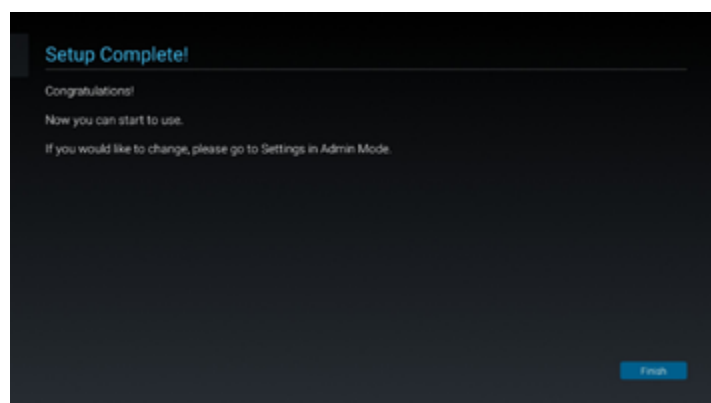 Setup Complete!
Congratulations!
Now you can start to use.
If you would like to change, please go to Settings in Admin Mode.
Finish